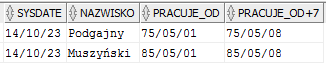 SYSDATE NAZWISKO PRACUJE_OD PRACUJE_OD+7
14/10/23 Podgajny 75/05/01 75/05/08
14/10/23 Muszyński 85/05/01 85/05/08